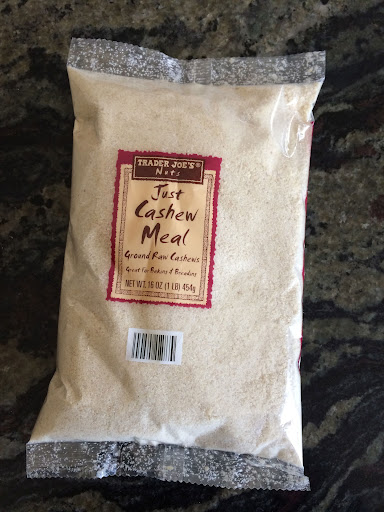 TRADER JOE'S®
Nuts
Just
Cashew
Meal
Ground Raw Cashews
Great for Baking & Breading
NET WT. 16 OZ (1 LB) 454g